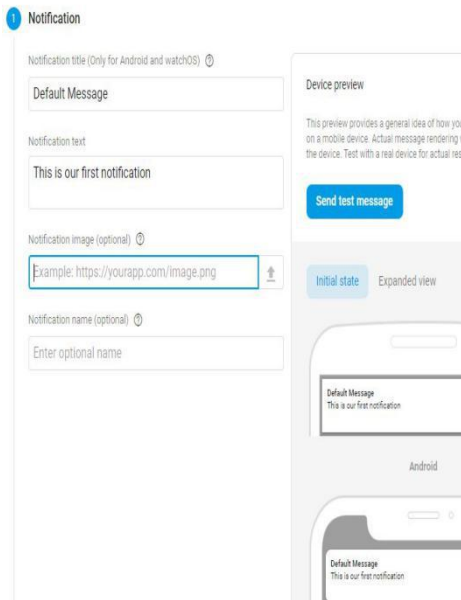 1 Notification
Notification title (Only for Android and watchOS) ?
Default Message
Notification text
This is our first notification
Notification image (optional) ?
Example: https://yourapp.com/image.png
Notification name (optional) ?
Enter optional name
Device preview
This preview provides a general idea of how
on a mobile device. Actual message rendering
the device. Test with a real device for actual
Send test message
Initial state Expanded view
Default Message
This is our first notification
Android
Default Message
This is our first notification